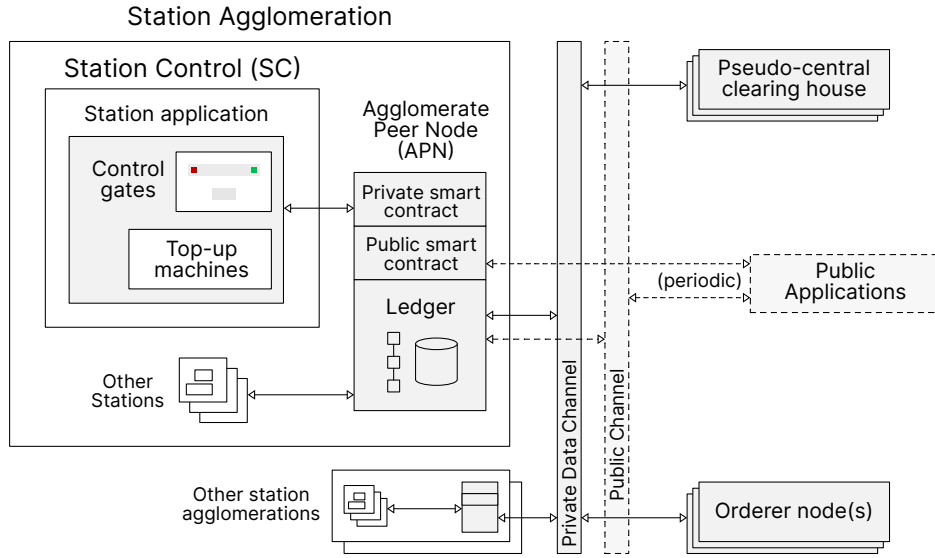 Station Agglomeration
Station Control (SC)
Station application
Control
gates
Top-up
machines
Agglomerate
Peer Node
(APN)
Private smart
contract
Public smart
contract
Ledger
Other
Stations
Other station
agglomerations
Private Data Channel
Public Channel
Pseudo-central
clearing house
(periodic)
Public
Applications
Orderer node(s)